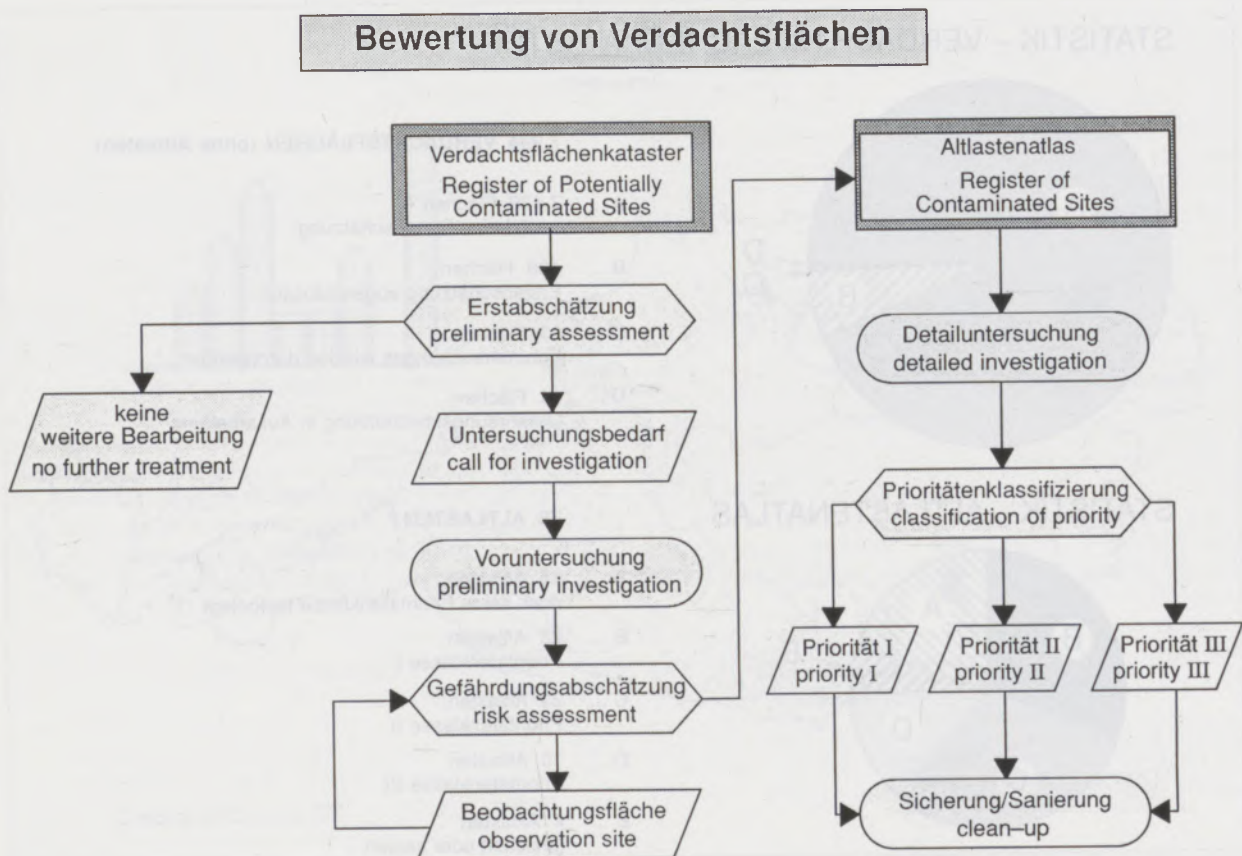 Bewertung von Verdachtsflächen
Verdachtsflächenkataster
Register of Potentially
Contaminated Sites
Erstabschätzung
preliminary assessment
keine
weitere Bearbeitung
no further treatment
Untersuchungsbedarf
call for investigation
Voruntersuchung
preliminary investigation
Gefährdungsabschätzung
risk assessment
Beobachtungsfläche
observation site
Altlastenatlas
Register of
Contaminated Sites
Detailuntersuchung
detailed investigation
Prioritätenklassifizierung
classification of priority
Priorität I
priority I
Priorität II
priority II
Priorität III
priority III
Sicherung/Sanierung
clean–up